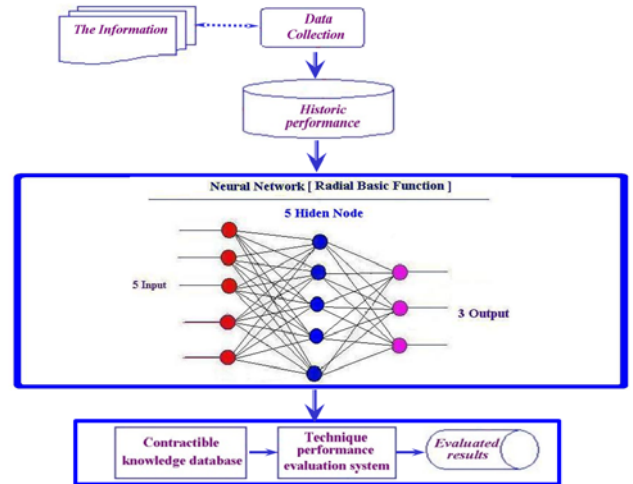 The Information
Data
Collection
Historic
performance
Neural Network [ Radial Basic Function ]
5 Hiden Node
5 Input
3 Output
Contractible
knowledge database
Technique
performance
evaluation system
Evaluated
results